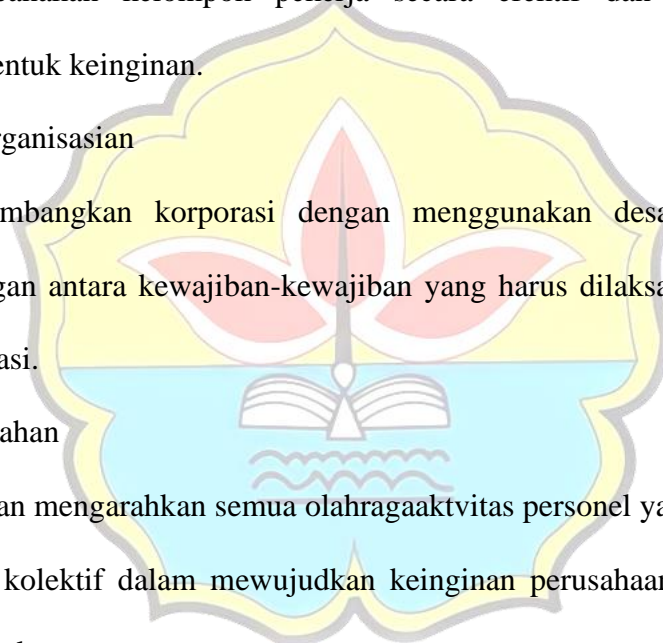 kelompok pekerja secara efektif dan
entuk keinginan.
rganisasian
mbangkan korporasi dengan menggunakan desa
gan antara kewajiban-kewajiban yang harus dilaksa
asi.
ahan
an mengarahkan semua olahragaaktvitas personel ya
kolektif dalam mewujudkan keinginan perusahaan